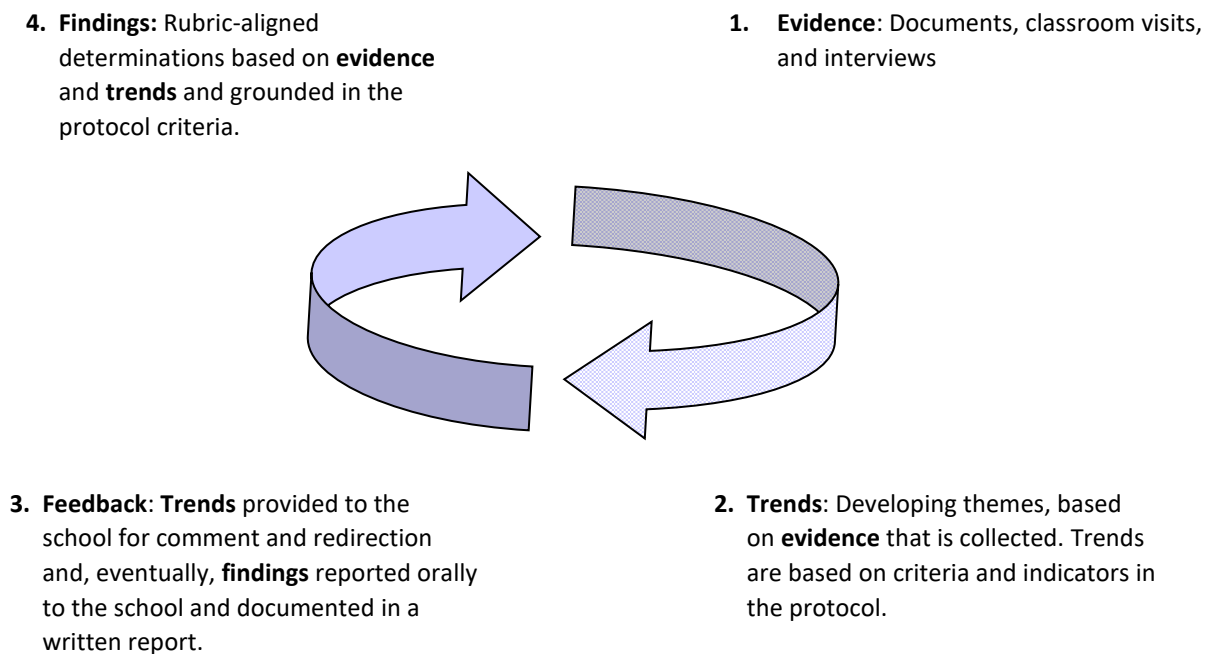 4. Findings: Rubric-aligned
determinations based on evidence
and trends and grounded in the
protocol criteria.
1. Evidence: Documents, classroom visits,
and interviews
3. Feedback: Trends provided to the
school for comment and redirection
and, eventually, findings reported orally
to the school and documented in a
written report.
2. Trends: Developing themes, based
on evidence that is collected. Trends
are based on criteria and indicators in
the protocol.